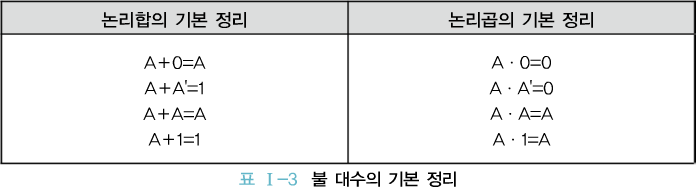 논리합의 기본 정리 논리곱의 기본 정리
A+0=A A · 0=0
A+A'=1 A · A'=0
A+A=A A · A=A
A+1=1 A · 1=A
표 Ⅰ-3 불 대수의 기본 정리